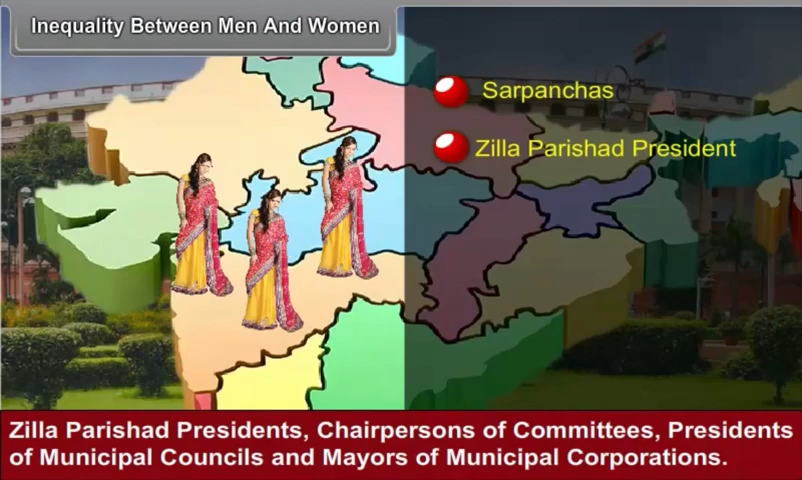 Inequality Between Men And Women
Sarpanchas
Zilla Parishad President
Zilla Parishad Presidents, Chairpersons of Committees, Presidents
of Municipal Councils and Mayors of Municipal Corporations.